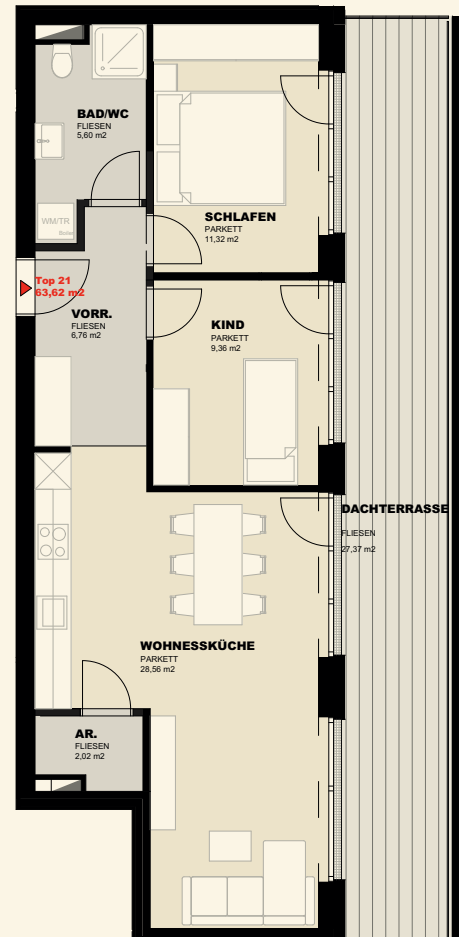 BAD/WC
FLIESEN
5,60 m2
WM/TR
Boiler
SCHLAFEN
PARKETT
11,32 m2
Top 21
63,62 m2
VORR.
FLIESEN
6,76 m2
KIND
PARKETT
9,36 m2
DACHTERRASSE
FLIESEN
27,37 m2
WOHNESSKÜCHE
PARKETT
28,56 m2
AR.
FLIESEN
2,02 m2